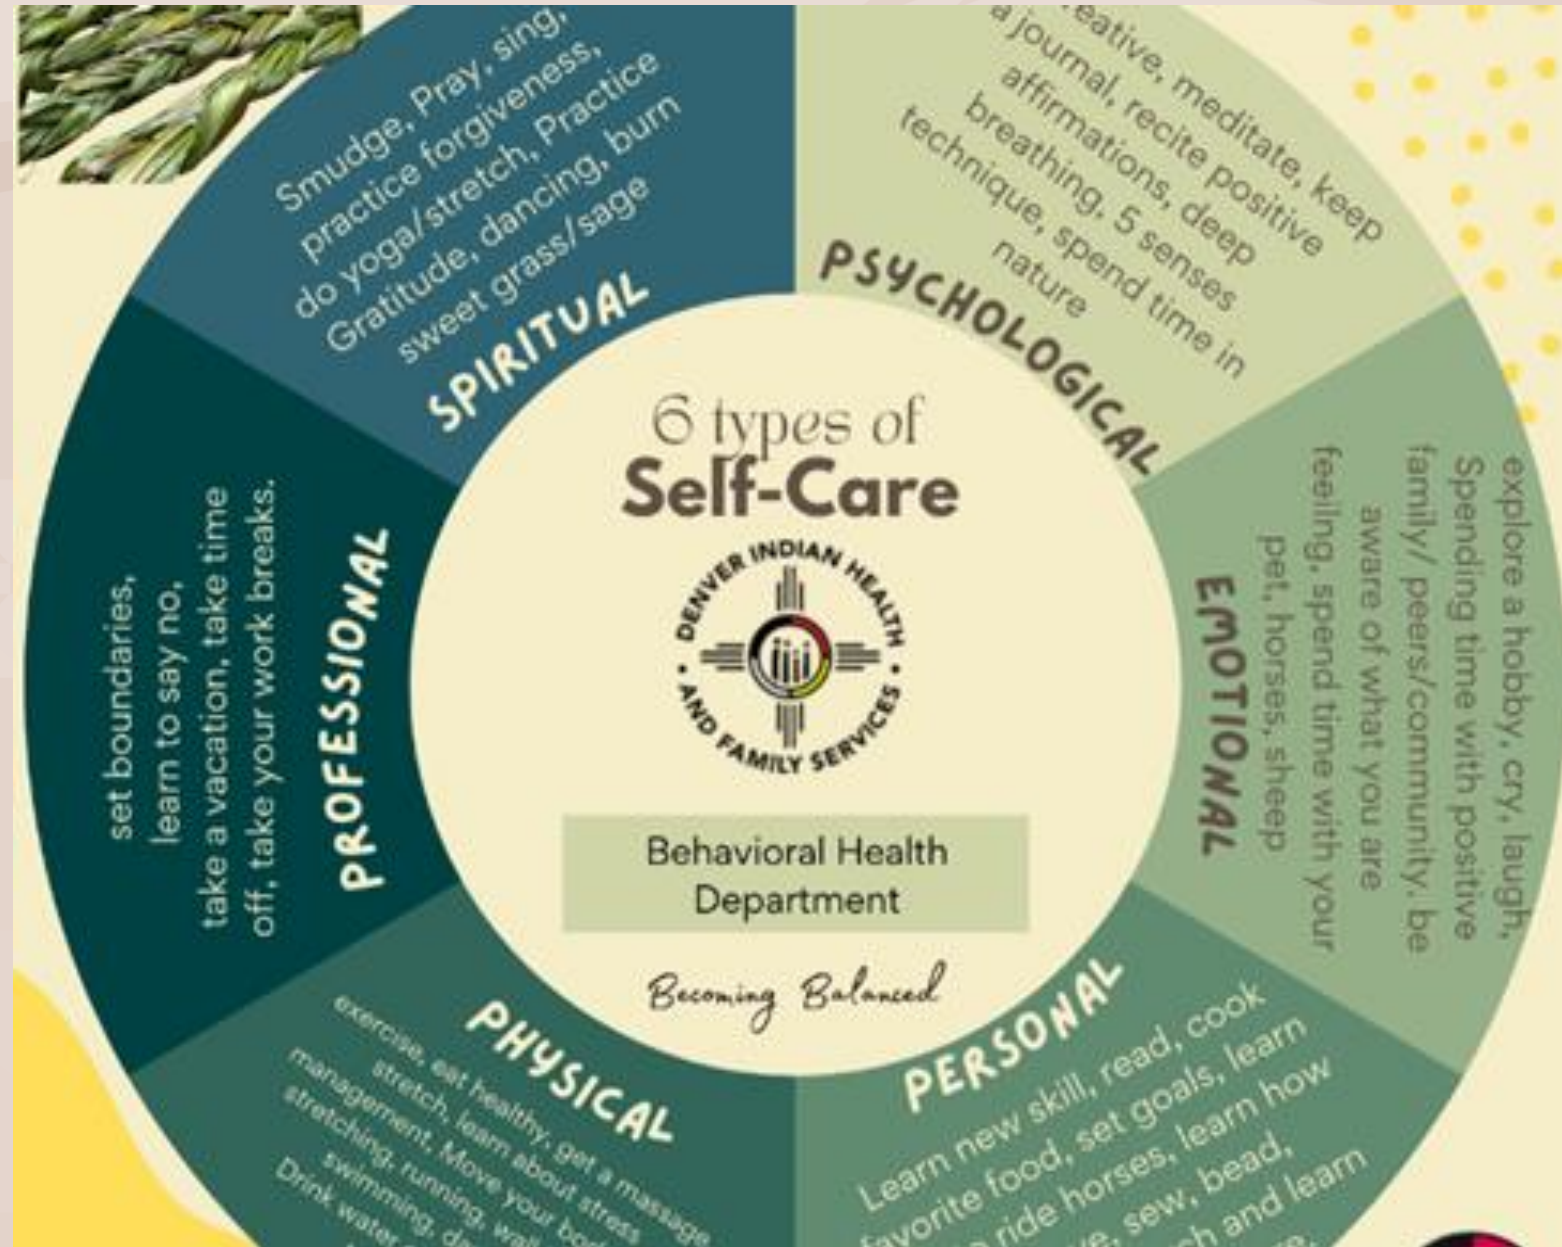 6 types of
Self-Care
DENVER INDIAN HEALTH
AND FAMILY SERVICES
Behavioral Health
Department
Becoming Balanced
PSYCHOLOGICAL
meditate, keep
a journal, recite positive
affirmations, deep
breathing, 5 senses
technique, spend time in
nature
EMOTIONAL
explore a hobby, cry, laugh,
Spending time with positive
family/ peers/community. be
aware of what you are
feeilng, spend time with your
pet, horses, sheep
PERSONAL
Learn new skill, read, cook
favorite food, set goals, learn
ride horses, learn how
sew, bead,
and learn
PHYSICAL
exercise, eat healthy, get a massage
stretch, learn about stress
management, Move your
stretching, running,
swimming,
Drink water
PROFESSIONAL
set boundaries,
learn to say no,
take a vacation, take time
off, take your work breaks.
SPIRITUAL
Smudge, Pray, sing,
practice forgiveness,
do yoga/stretch, Practice
Gratitude, dancing, burn
sweet grass/sage